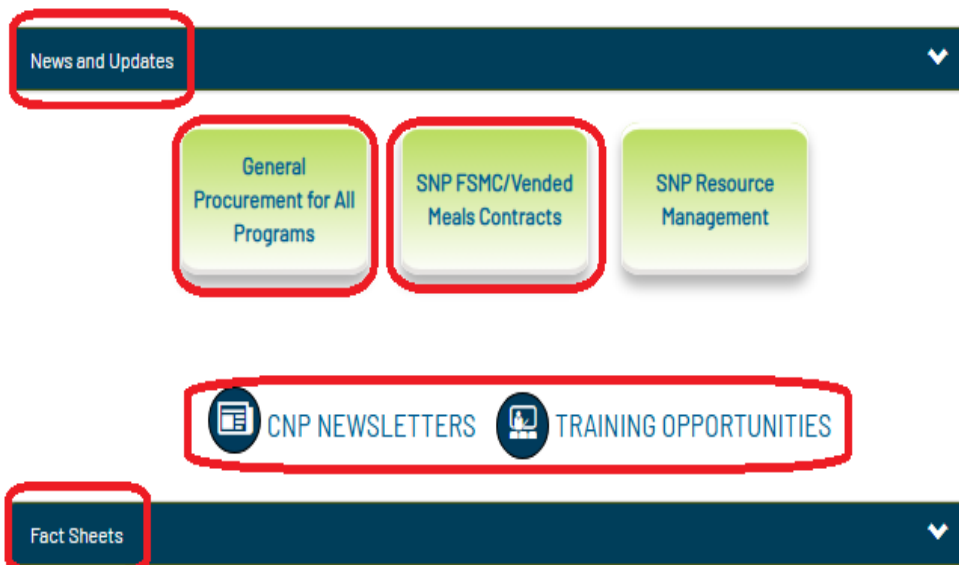 News and Updates
General
Procurement for All
Programs
SNP FSMC/Vended
Meals Contracts
SNP Resource
Management
CNP NEWSLETTERS
TRAINING OPPORTUNITIES
Fact Sheets